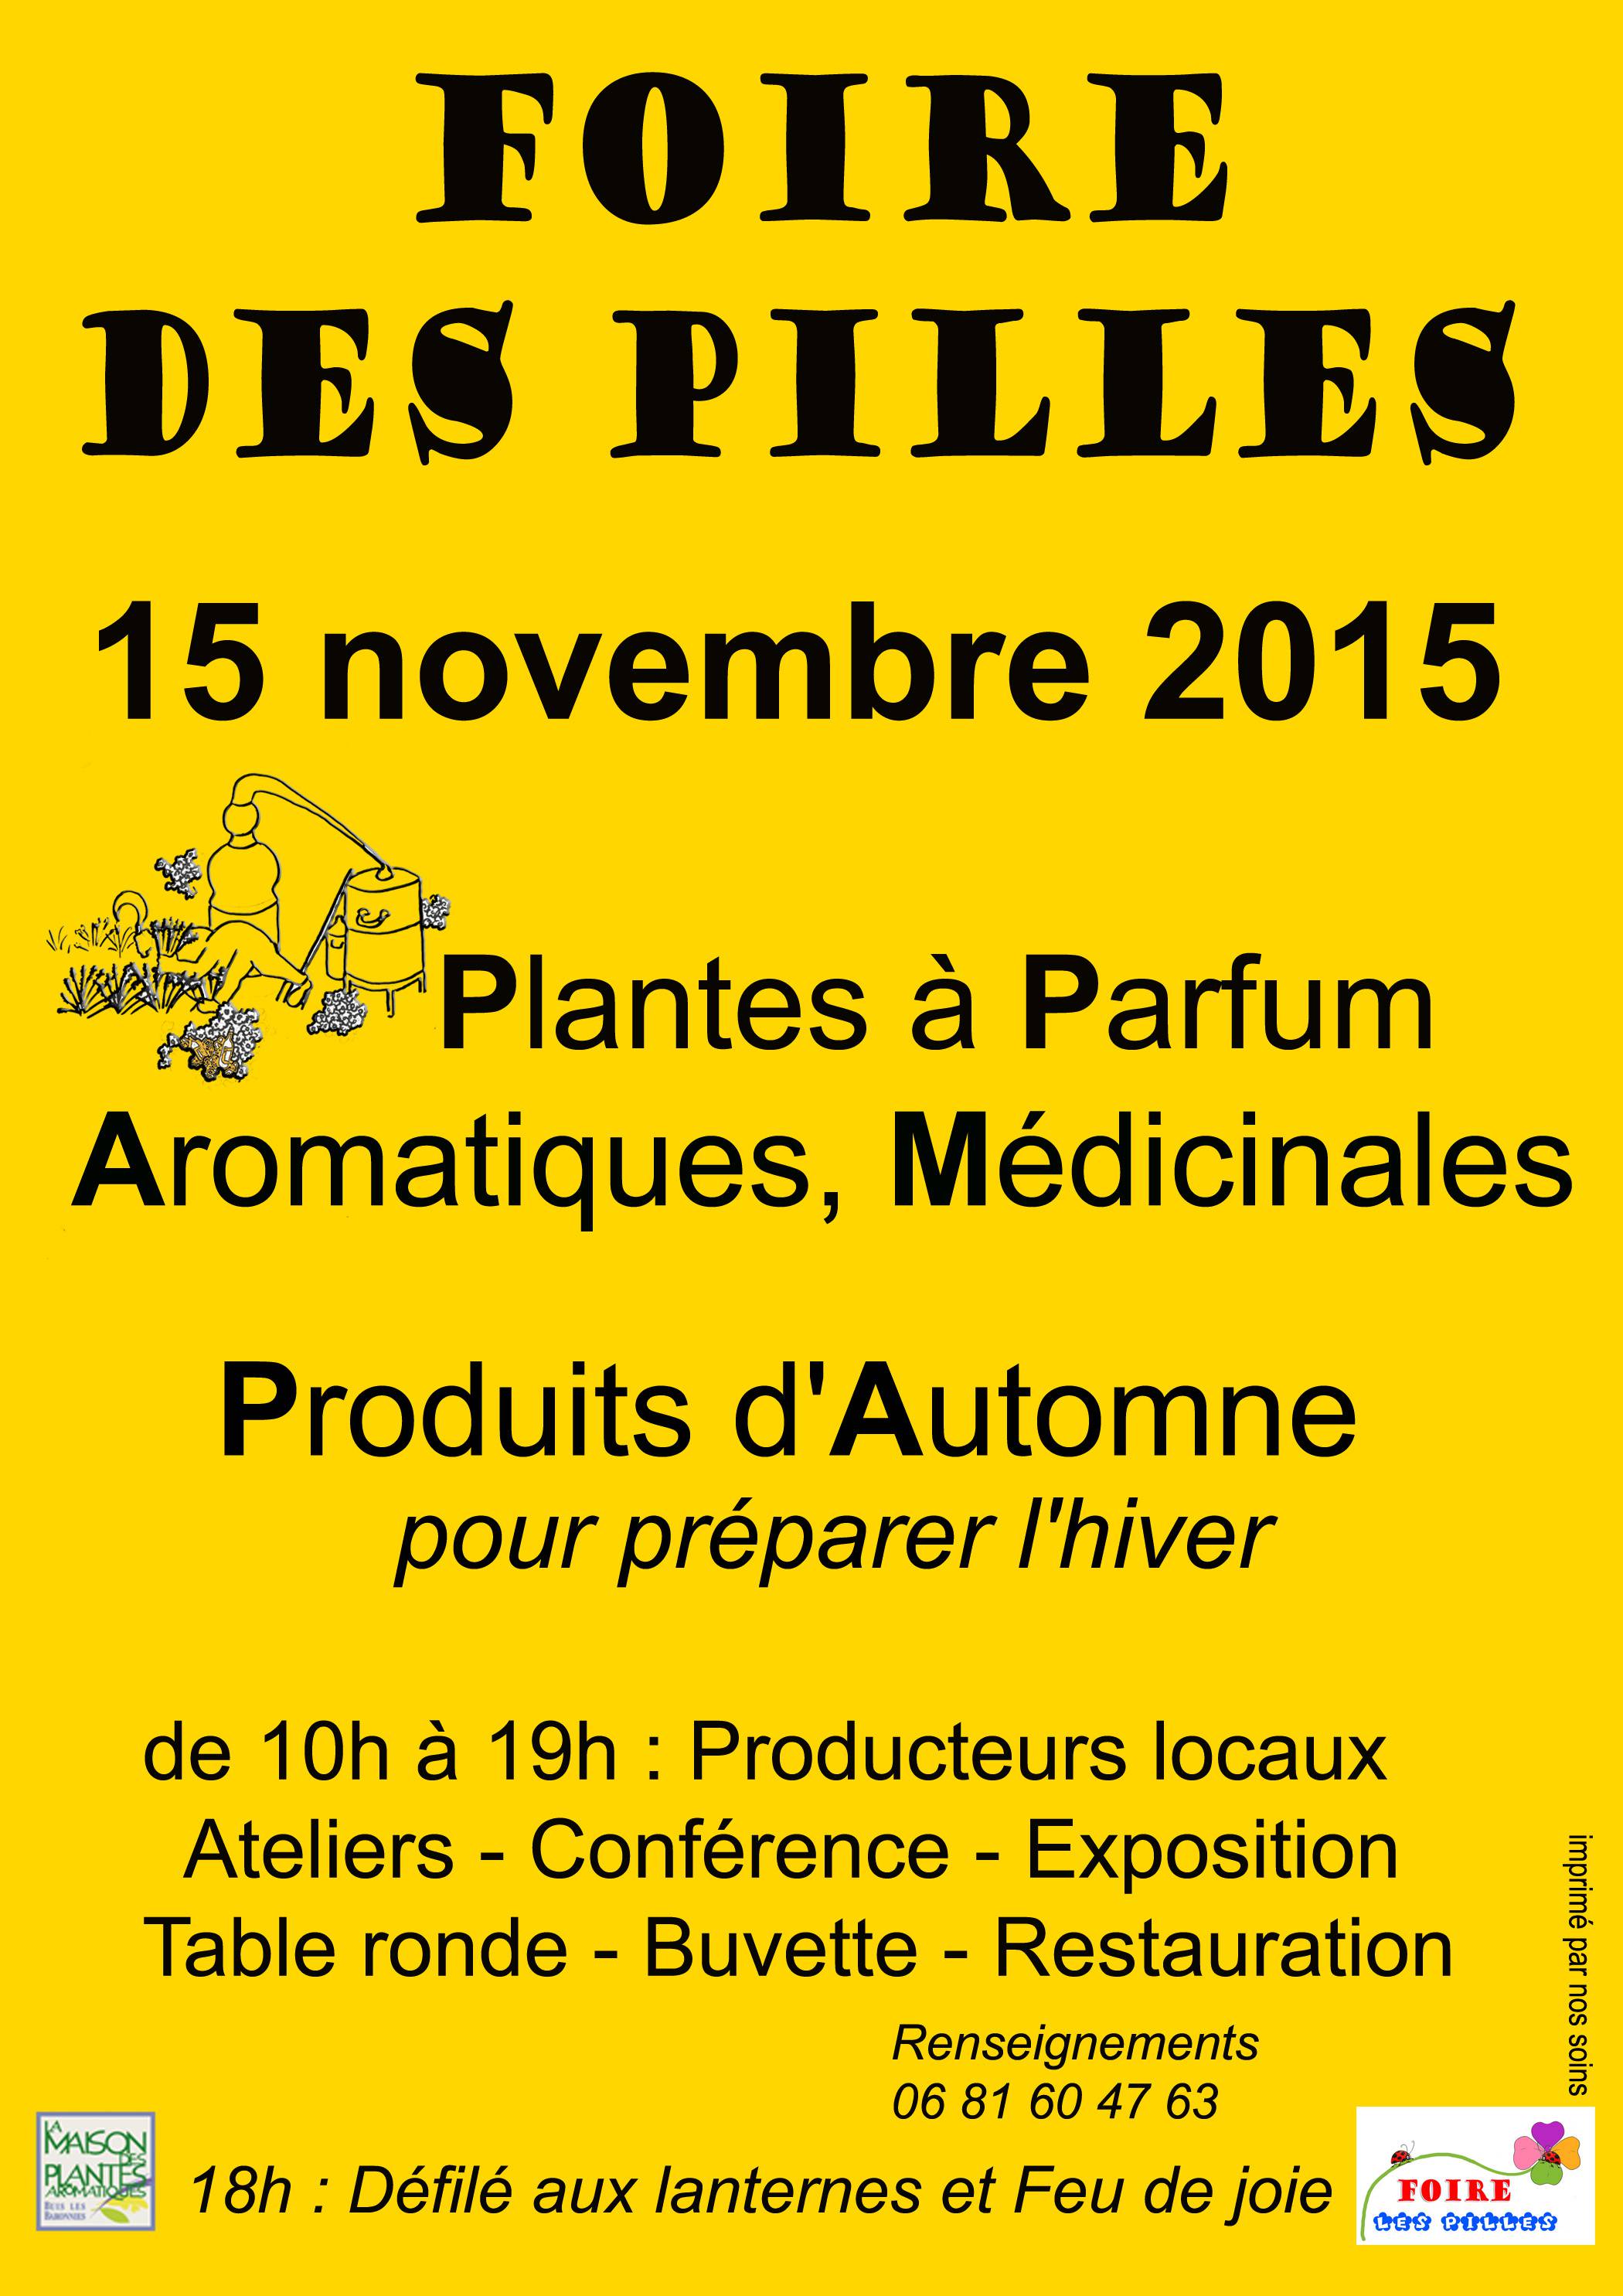 FOIRE
DES PILLES
15 novembre 2015
Plantes à Parfum
Aromatiques, Médicinales
Produits d'Automne
pour préparer l'hiver
de 10h à 19h : Producteurs locaux
Ateliers - Conférence - Exposition
Table ronde - Buvette - Restauration
imprimé par nos soins
Renseignements
06 81 60 47 63
LA
MAISON
DES
PLANTES
AROMATIQUES
BUIS LES
BARONNIES
18h : Défilé aux lanternes et Feu de joie
FOIRE
LES PILLES